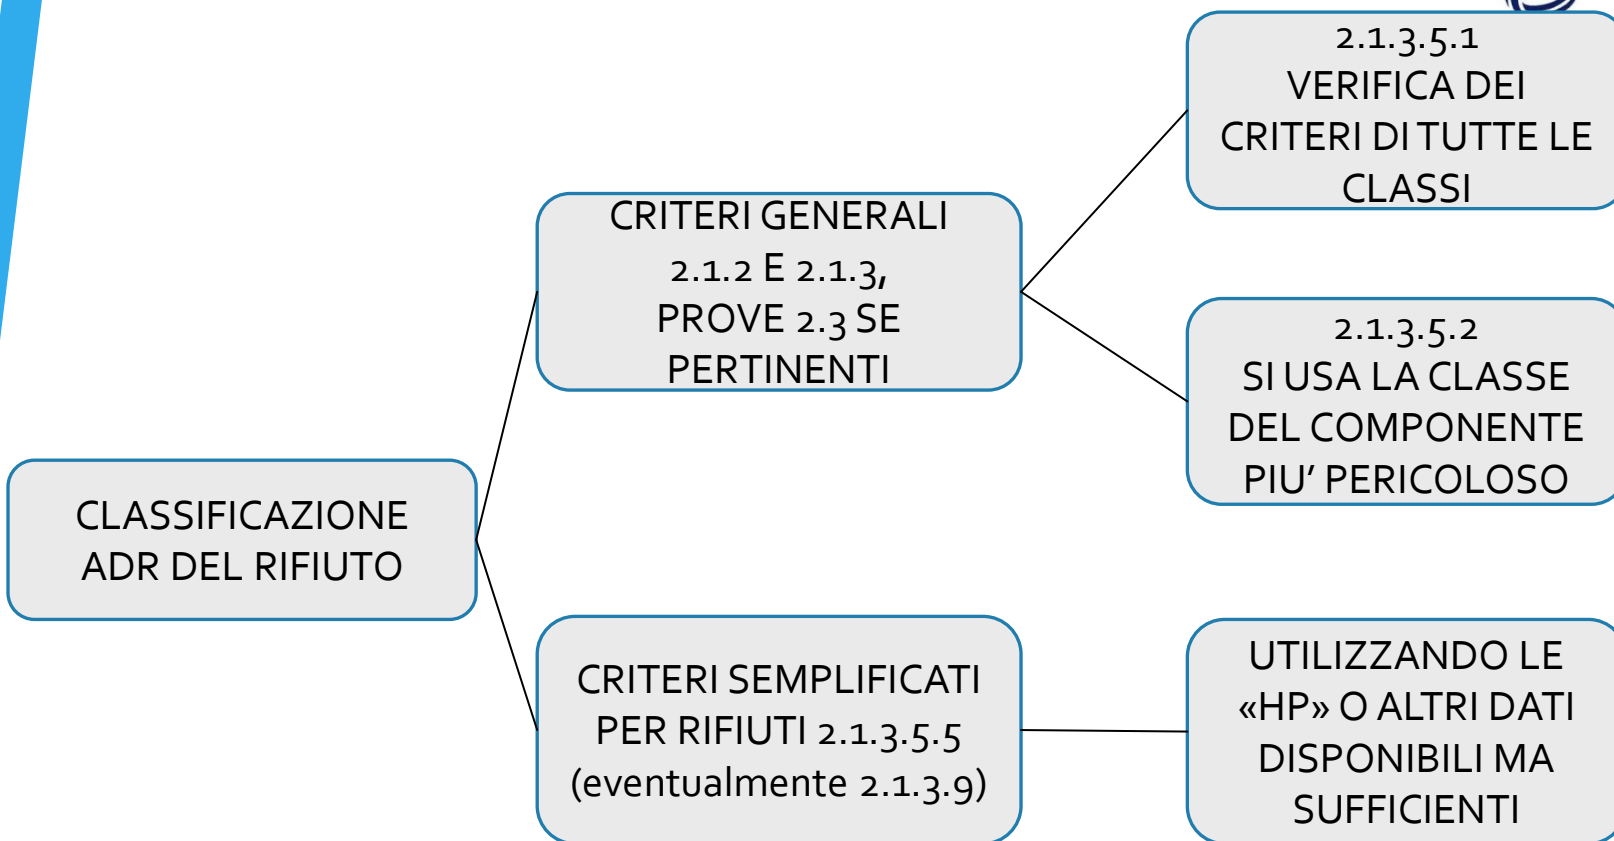 CLASSIFICAZIONE
ADR DEL RIFIUTO
CRITERI GENERALI
2.1.2 E 2.1.3,
PROVE 2.3 SE
PERTINENTI
2.1.3.5.1
VERIFICA DEI
CRITERI DI TUTTE LE
CLASSI
2.1.3.5.2
SI USA LA CLASSE
DEL COMPONENTE
PIU’ PERICOLOSO
CRITERI SEMPLIFICATI
PER RIFIUTI 2.1.3.5.5
(eventualmente 2.1.3.9)
UTILIZZANDO LE
«HP» O ALTRI DATI
DISPONIBILI MA
SUFFICIENTI